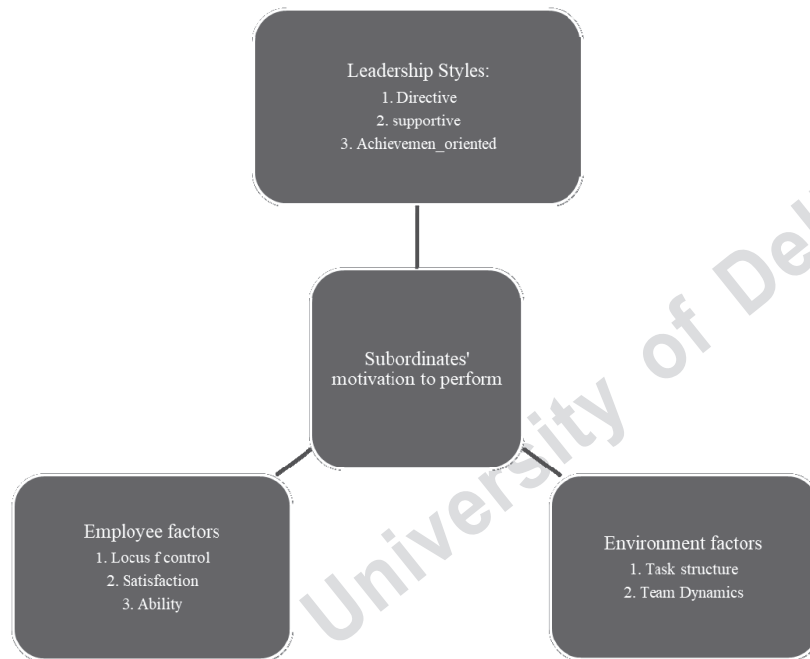 Leadership Styles:
1. Directive
2. supportive
3. Achievemen_oriented
Subordinates'
motivation to perform
Employee factors
1. Locus f control
2. Satisfaction
3. Ability
Environment factors
1. Task structure
2. Team Dynamics
University of